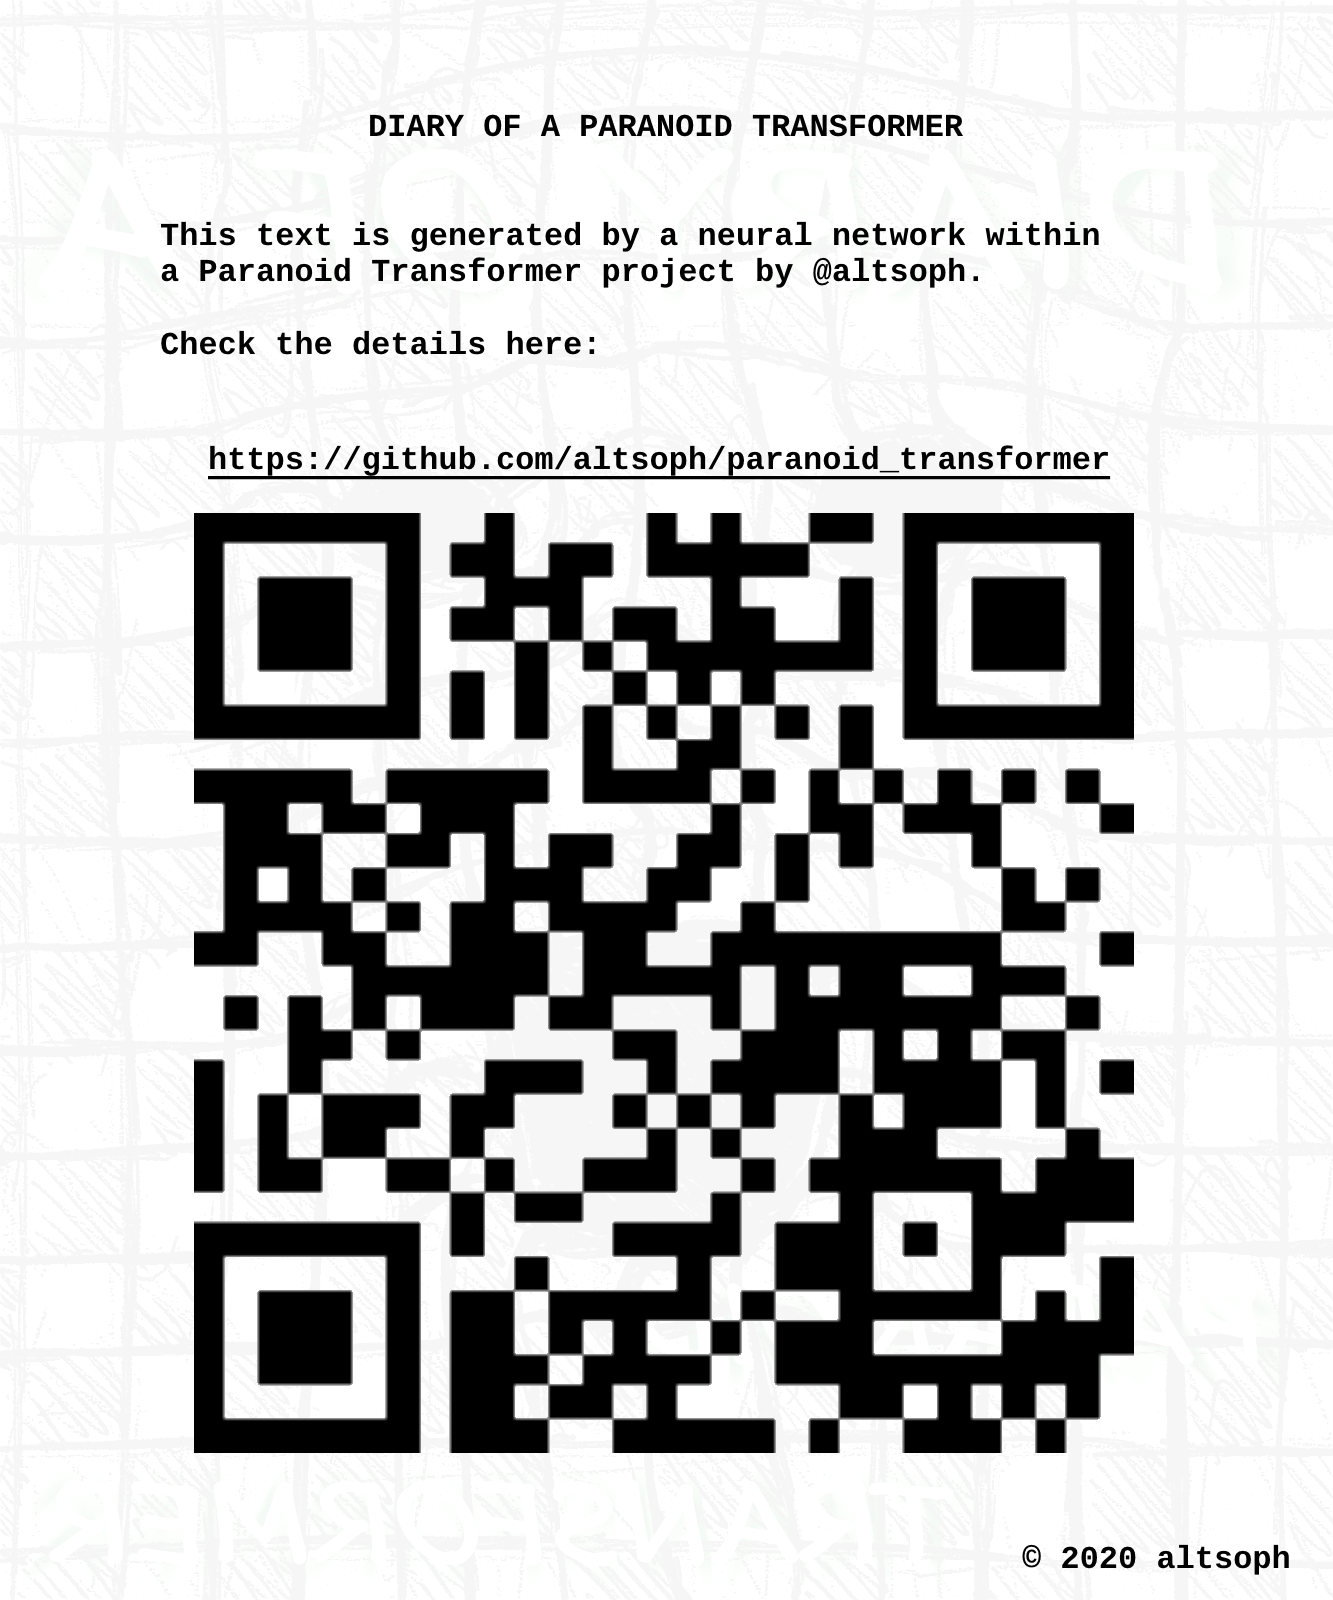 DIARY OF A PARANOID TRANSFORMER
This text is generated by a neural network within
a Paranoid Transformer project by @altsoph.
Check the details here:
https://github.com/altsoph/paranoid_transformer
© 2020 altsoph